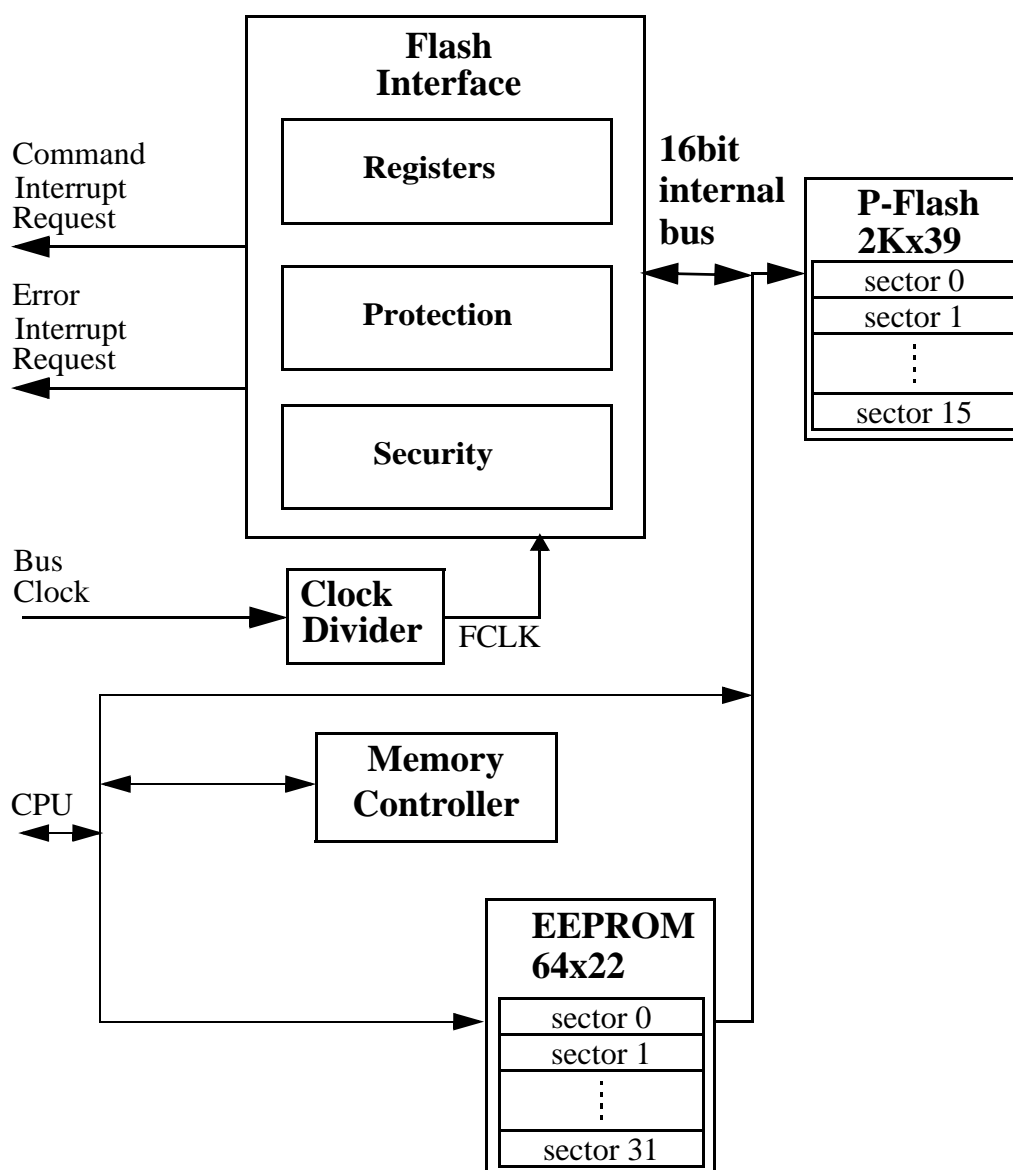 Flash
Interface
Registers
Protection
Security
Command
Interrupt
Request
Error
Interrupt
Request
16bit
internal
bus
P-Flash
2Kx39
sector 0
sector 1
sector 15
Bus
Clock
Clock
Divider
FCLK
Memory
Controller
CPU
EEPROM
64x22
sector 0
sector 1
sector 31